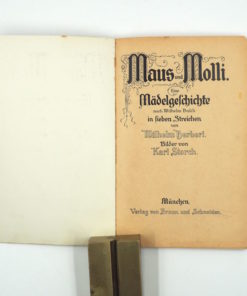 Maus und Molli.
Eine
Mädelgeschichte
nach Wilhelm Busch
in sieben Streichen
von
Wilhelm Herbert.
Bilder von
Karl Storch.
München.
Verlag von Braun und Schneider.